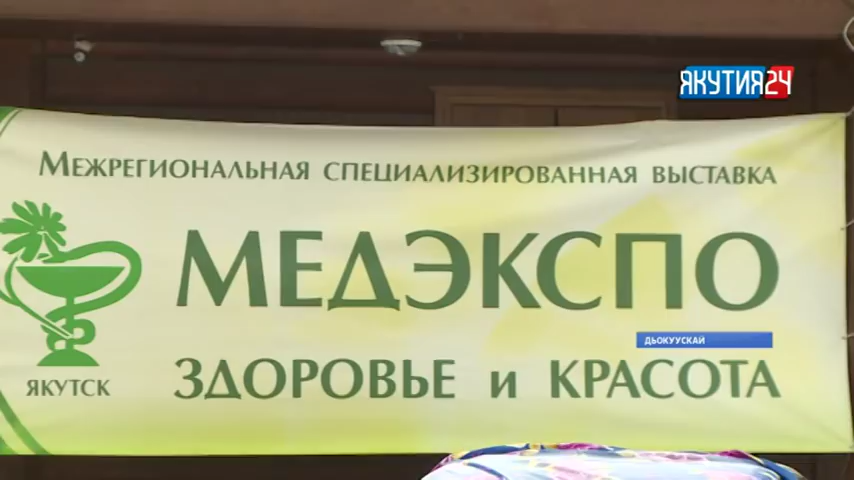 ЯКУТИЯ24
МЕЖРЕГИОНАЛЬНАЯ СПЕЦИАЛИЗИРОВАННАЯ ВЫСТАВКА
МЕДЭКСПО
ДЬОКУУСКАЙ
ЗДОРОВЬЕ И КРАСОТА
ЯКУТСК